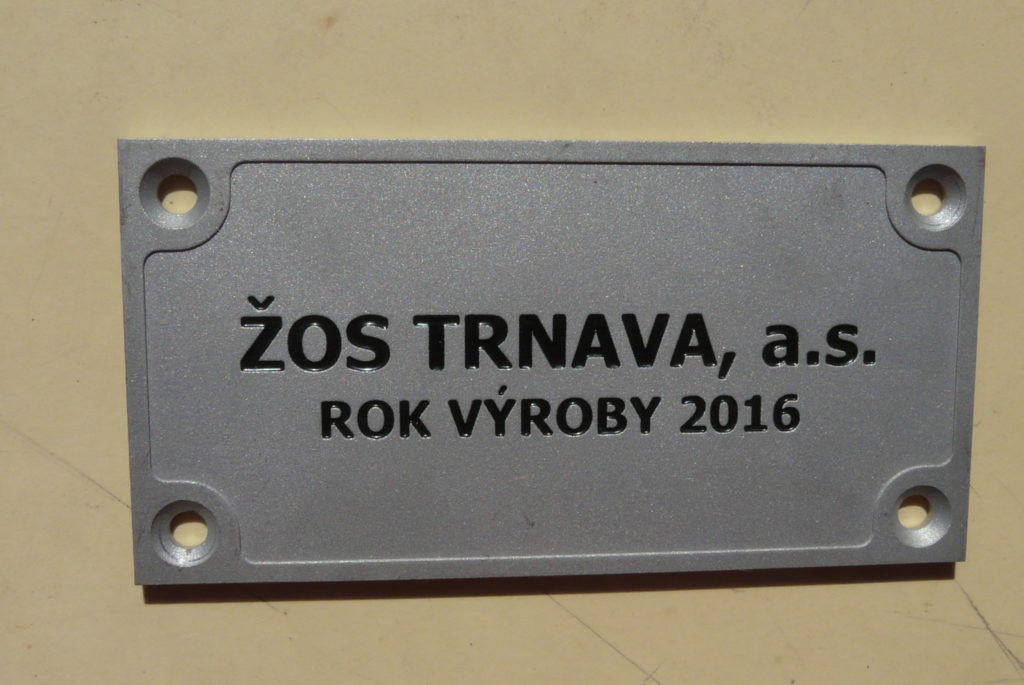 ŽOS TRNAVA, a.s.
ROK VÝROBY 2016